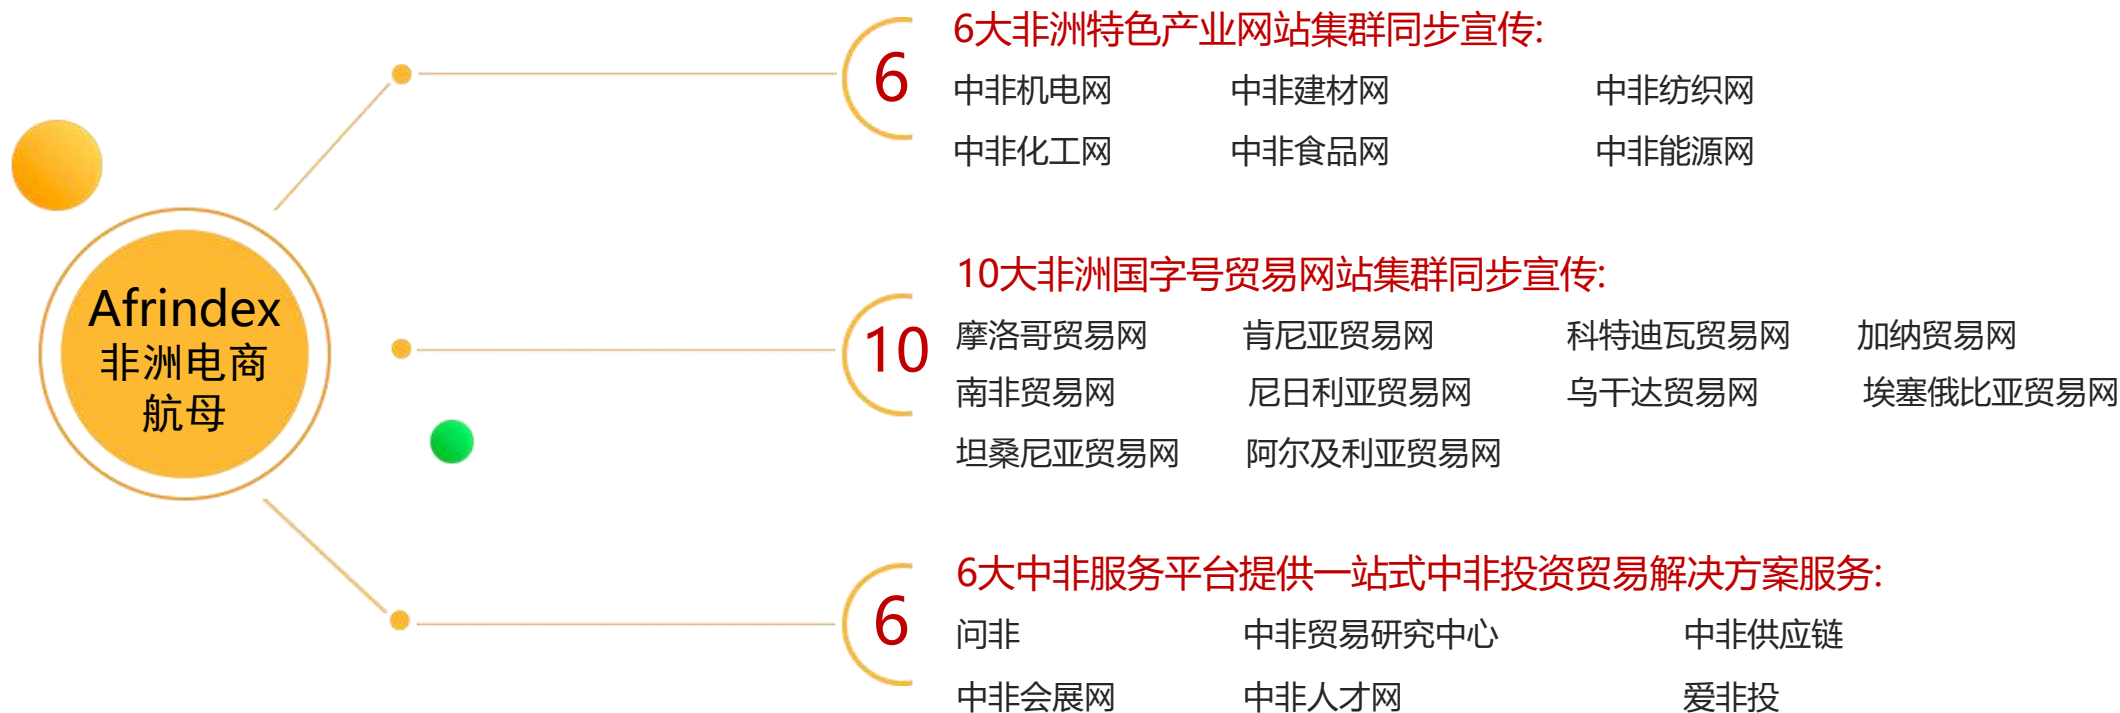 Afrindex
非洲电商
航母
6
6大非洲特色产业网站集群同步宣传:
中非机电网 中非建材网 中非纺织网
中非化工网 中非食品网 中非能源网
10
10大非洲国字号贸易网站集群同步宣传:
摩洛哥贸易网 肯尼亚贸易网 科特迪瓦贸易网 加纳贸易网
南非贸易网 尼日利亚贸易网 乌干达贸易网 埃塞俄比亚贸易网
坦桑尼亚贸易网 阿尔及利亚贸易网
6
6大中非服务平台提供一站式中非投资贸易解决方案服务:
问非 中非贸易研究中心 中非供应链
中非会展网 中非人才网 爱非投